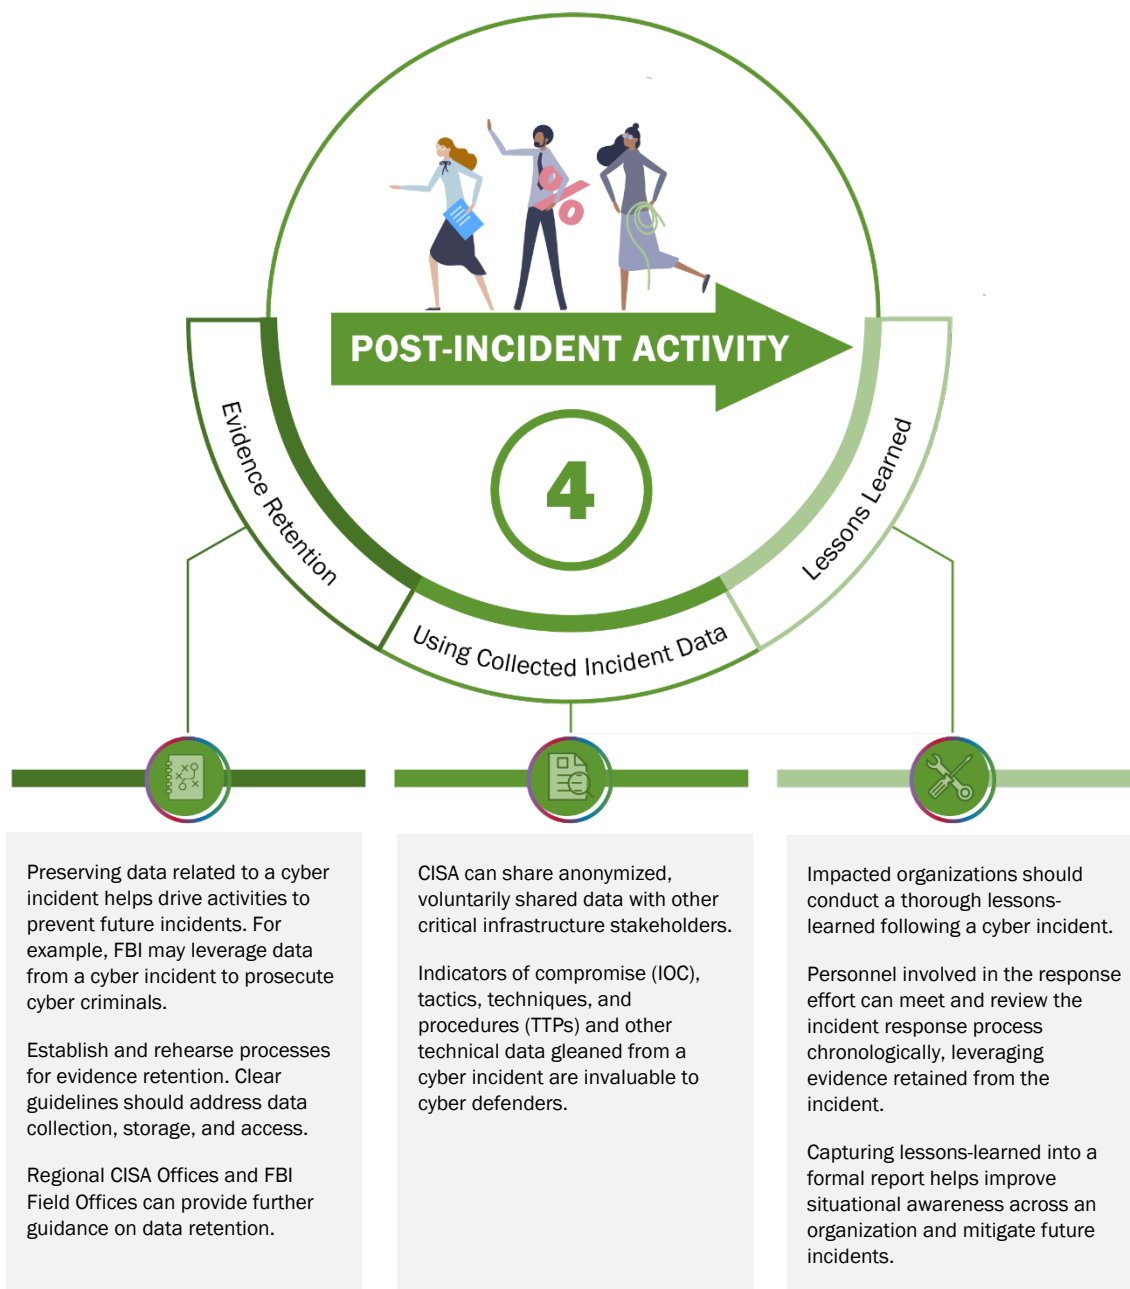 POST-INCIDENT ACTIVITY
4
Evidence Retention
Using Collected Incident Data
Lessons Learned
Preserving data related to a cyber
incident helps drive activities to
prevent future incidents. For
example, FBI may leverage data
from a cyber incident to prosecute
cyber criminals.
Establish and rehearse processes
for evidence retention. Clear
guidelines should address data
collection, storage, and access.
Regional CISA Offices and FBI
Field Offices can provide further
guidance on data retention.
CISA can share anonymized,
voluntarily shared data with other
critical infrastructure stakeholders.
Indicators of compromise (IOC),
tactics, techniques, and
procedures (TTPs) and other
technical data gleaned from a
cyber incident are invaluable to
cyber defenders.
Impacted organizations should
conduct a thorough lessons-
learned following a cyber incident.
Personnel involved in the response
effort can meet and review the
incident response process
chronologically, leveraging
evidence retained from the
incident.
Capturing lessons-learned into a
formal report helps improve
situational awareness across an
organization and mitigate future
incidents.